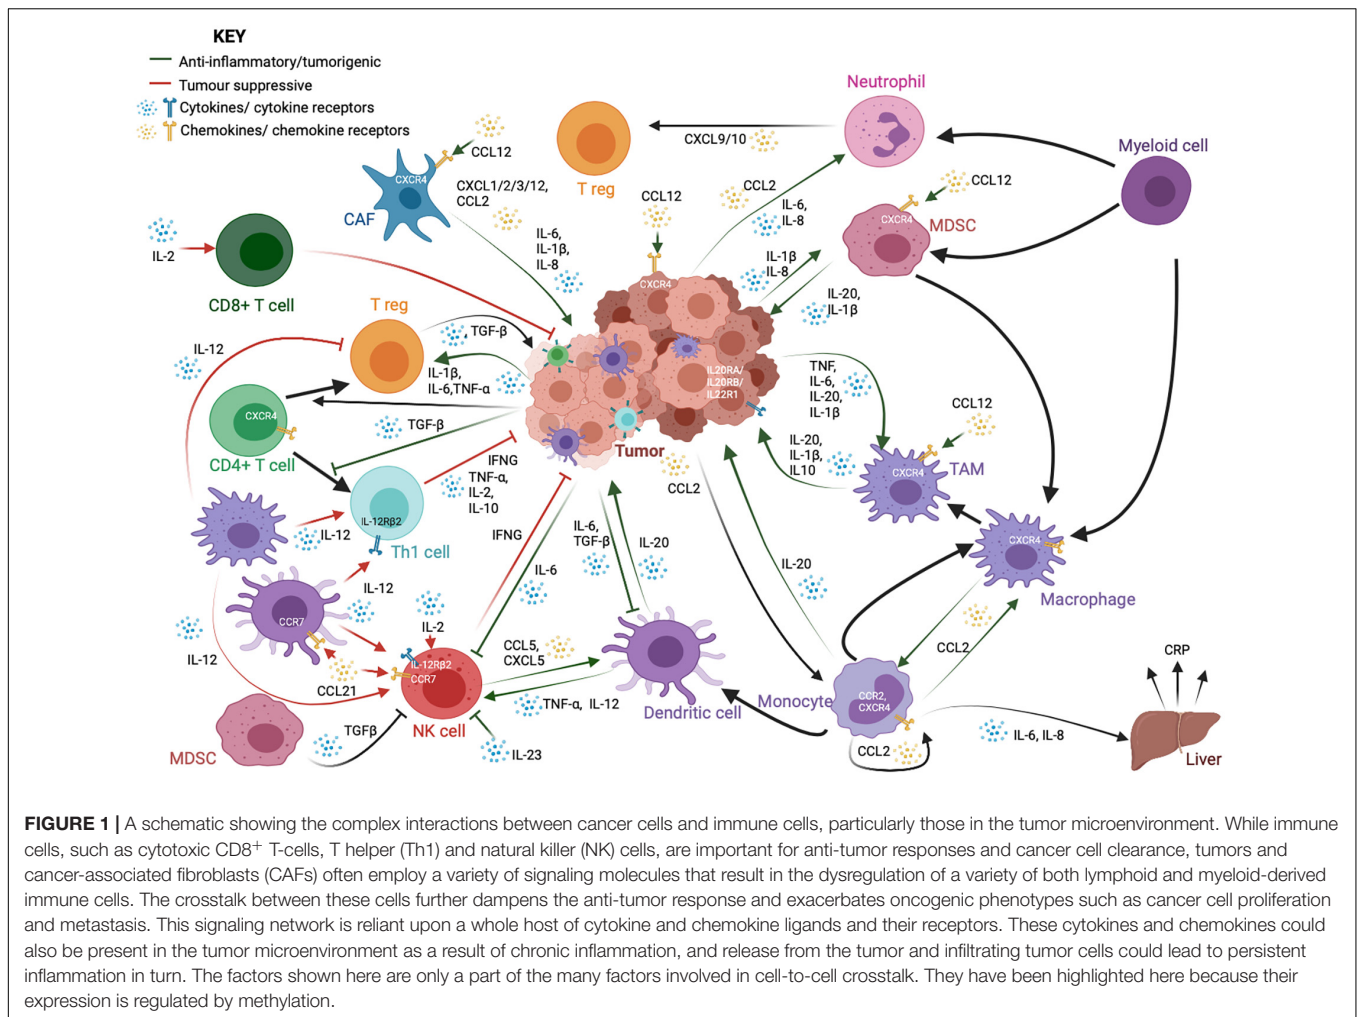 KEY
Anti-inflammatory/tumorigenic
Tumour suppressive
Cytokines/ cytokine receptors
Chemokines/ chemokine receptors
CCL12
CXCR4
CAF
CXCL1/2/3/12,
CCL2
IL-6,
IL-1β,
IL-8
T reg
CXCL9/10
Neutrophil
Myeloid cell
CCL12
CXCR4
MDSC
CCL2
IL-6,
IL-8
CCL12
CXCR4
IL-1β
IL-8
IL-20,
IL-1β
IL-2
CD8+ T cell
T reg
TGF-β
IL-1β,
IL-6,TNF-α
IL-12
CXCR4
CD4+ T cell
TGF-β
IL20RA/
IL20RB/
IL22R1
Tumor
TNF,
IL-6,
IL-20,
IL-1β
IL-20,
IL-1β,
IL10
CCL12
CXCR4
TAM
IFNG
TNF-α,
IL-2,
IL-10
IL-12Rβ2
Th1 cell
IL-12
IFNG
IL-6
IL-6,
TGF-β
IL-20
CCL2
IL-20
CXCR4
Macrophage
CCL2
CCR7
IL-12
IL-2
IL-12Rβ2
CCR7
NK cell
CCL21
IL-12
MDSC
TGFβ
CCL5,
CXCL5
TNF-α, IL-12
IL-23
Dendritic cell
Monocyte
CCR2,
CXCR4
CCL2
IL-6, IL-8
CRP
Liver
FIGURE 1 | A schematic showing the complex interactions between cancer cells and immune cells, particularly those in the tumor microenvironment. While immune
cells, such as cytotoxic CD8+ T-cells, T helper (Th1) and natural killer (NK) cells, are important for anti-tumor responses and cancer cell clearance, tumors and
cancer-associated fibroblasts (CAFs) often employ a variety of signaling molecules that result in the dysregulation of a variety of both lymphoid and myeloid-derived
immune cells. The crosstalk between these cells further dampens the anti-tumor response and exacerbates oncogenic phenotypes such as cancer cell proliferation
and metastasis. This signaling network is reliant upon a whole host of cytokine and chemokine ligands and their receptors. These cytokines and chemokines could
also be present in the tumor microenvironment as a result of chronic inflammation, and release from the tumor and infiltrating tumor cells could lead to persistent
inflammation in turn. The factors shown here are only a part of the many factors involved in cell-to-cell crosstalk. They have been highlighted here because their
expression is regulated by methylation.